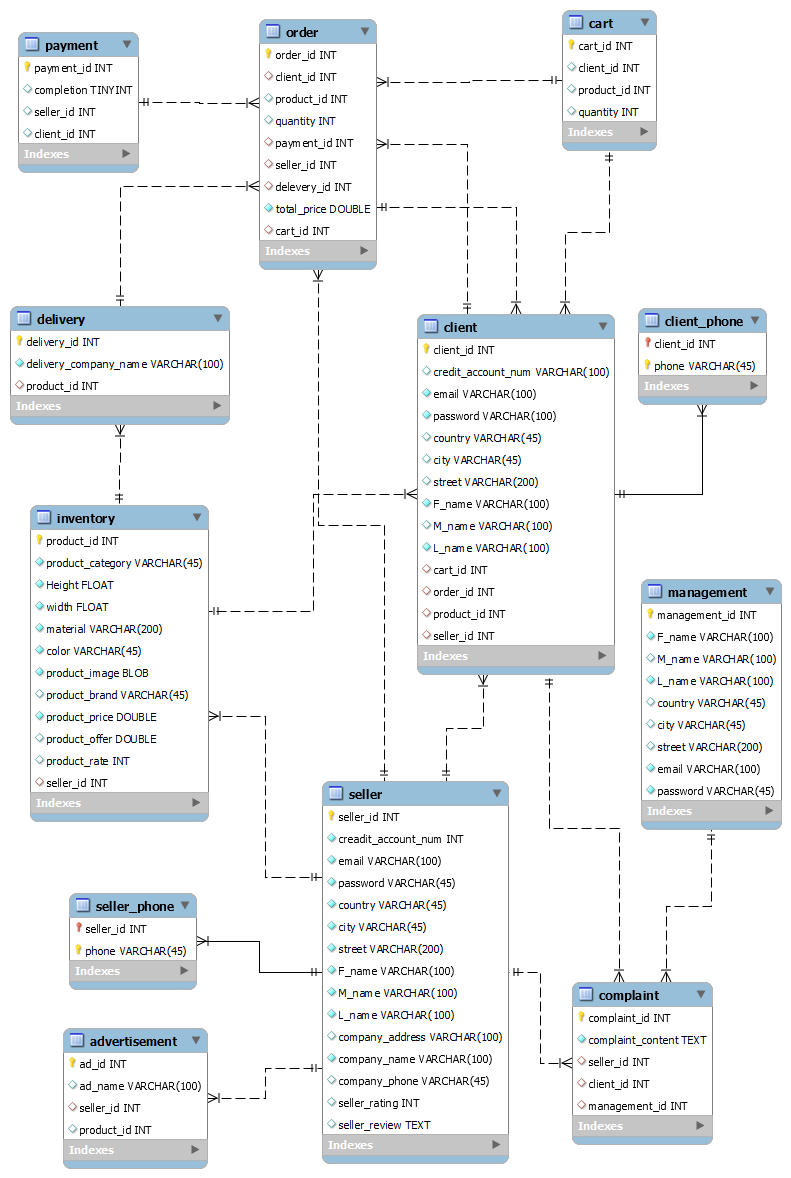 payment
payment_id INT
completion TINYINT
seller_id INT
client_id INT
Indexes
order
order_id INT
client_id INT
product_id INT
quantity INT
payment_id INT
seller_id INT
delevery_id INT
total_price DOUBLE
cart_id INT
Indexes
cart
cart_id INT
client_id INT
product_id INT
quantity INT
Indexes
delivery
delivery_id INT
delivery_company_name VARCHAR(100)
product_id INT
Indexes
client
client_id INT
credit_account_num VARCHAR(100)
email VARCHAR(100)
password VARCHAR(100)
country VARCHAR(45)
city VARCHAR(45)
street VARCHAR(200)
F_name VARCHAR(100)
M_name VARCHAR(100)
L_name VARCHAR(100)
cart_id INT
order_id INT
product_id INT
seller_id INT
Indexes
client_phone
client_id INT
phone VARCHAR(45)
Indexes
inventory
product_id INT
product_category VARCHAR(45)
Height FLOAT
width FLOAT
material VARCHAR(200)
color VARCHAR(45)
product_image BLOB
product_brand VARCHAR(45)
product_price DOUBLE
product_offer DOUBLE
product_rate INT
seller_id INT
Indexes
management
management_id INT
F_name VARCHAR(100)
M_name VARCHAR(100)
L_name VARCHAR(100)
country VARCHAR(45)
city VARCHAR(45)
street VARCHAR(200)
email VARCHAR(100)
password VARCHAR(45)
Indexes
seller
seller_id INT
creadit_account_num INT
email VARCHAR(100)
password VARCHAR(45)
country VARCHAR(45)
city VARCHAR(45)
street VARCHAR(200)
F_name VARCHAR(100)
M_name VARCHAR(100)
L_name VARCHAR(100)
company_address VARCHAR(100)
company_name VARCHAR(100)
company_phone VARCHAR(45)
seller_rating INT
seller_review TEXT
Indexes
seller_phone
seller_id INT
phone VARCHAR(45)
Indexes
advertisement
ad_id INT
ad_name VARCHAR(100)
seller_id INT
product_id INT
Indexes
complaint
complaint_id INT
complaint_content TEXT
seller_id INT
client_id INT
management_id INT
Indexes